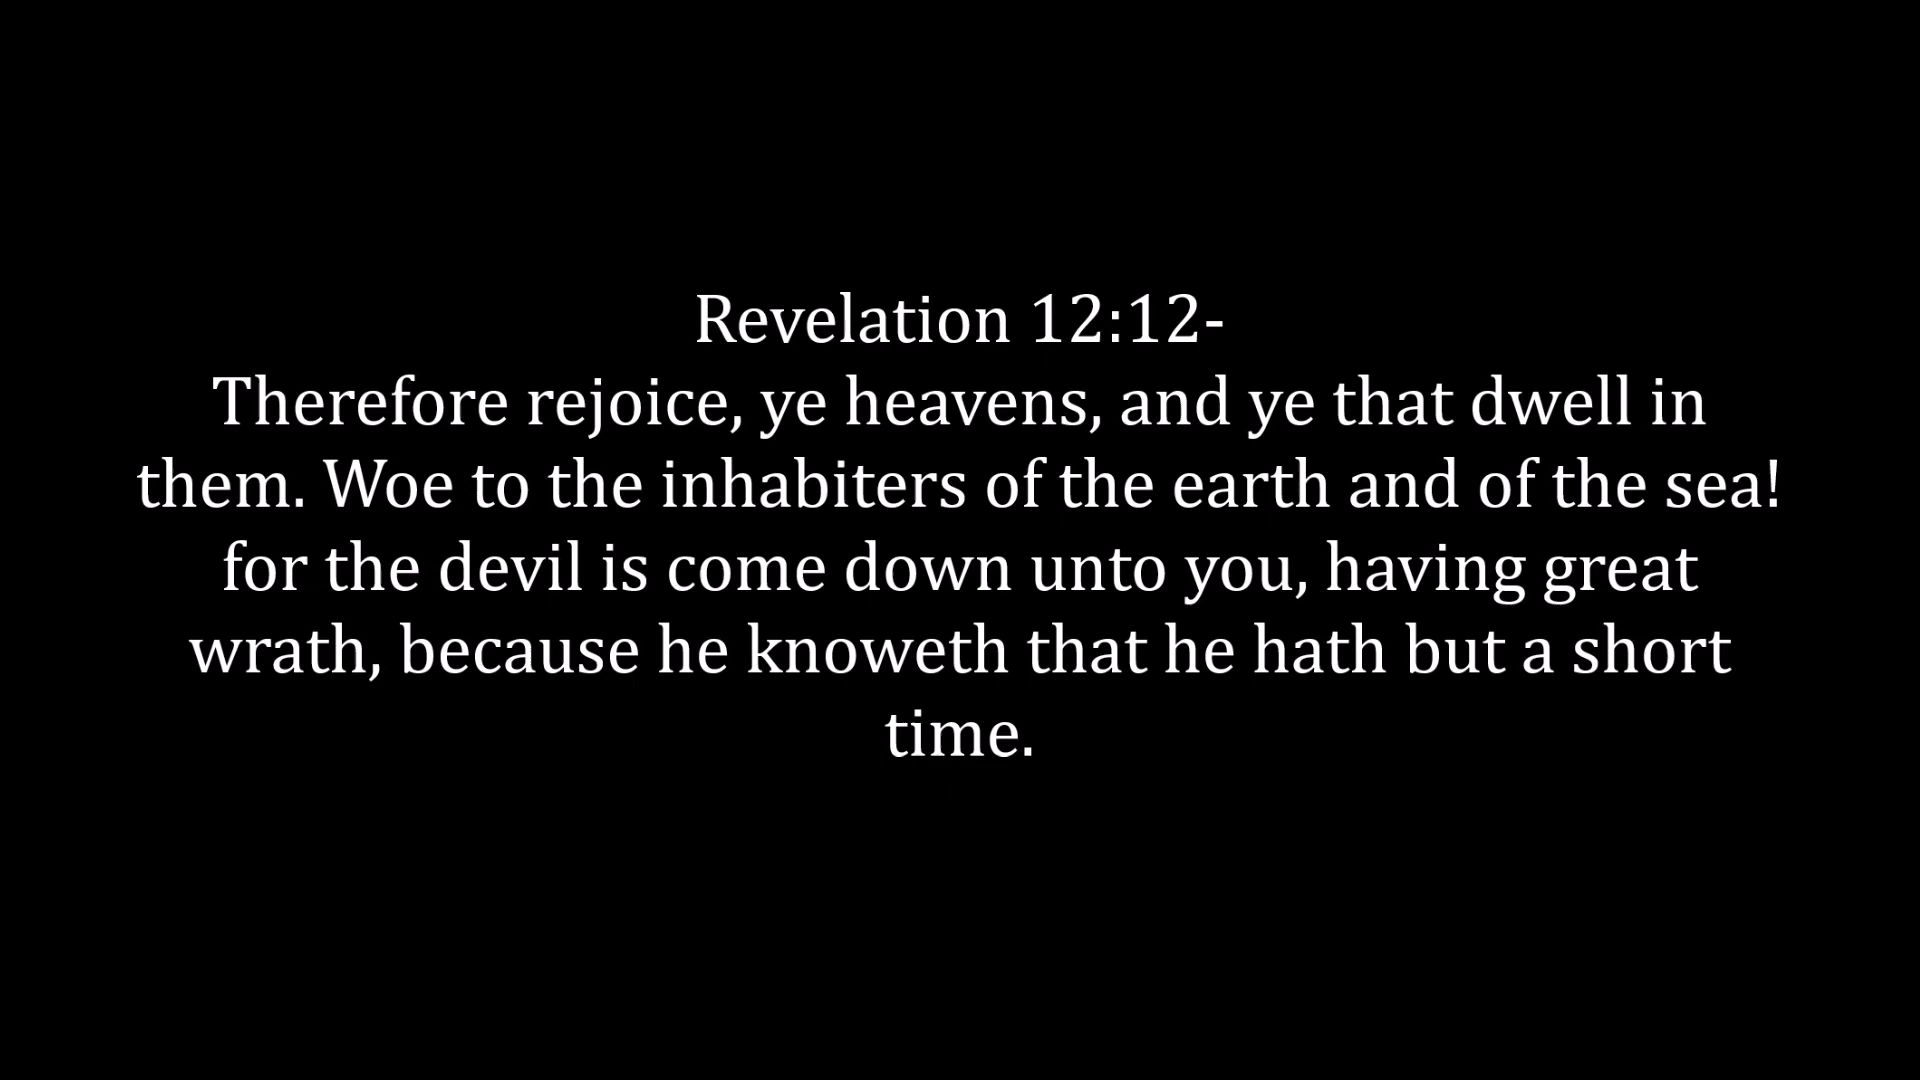 Revelation 12:12-
Therefore rejoice, ye heavens, and ye that dwell in
them. Woe to the inhabiters of the earth and of the sea!
for the devil is come down unto you, having great
wrath, because he knoweth that he hath but a short
time.